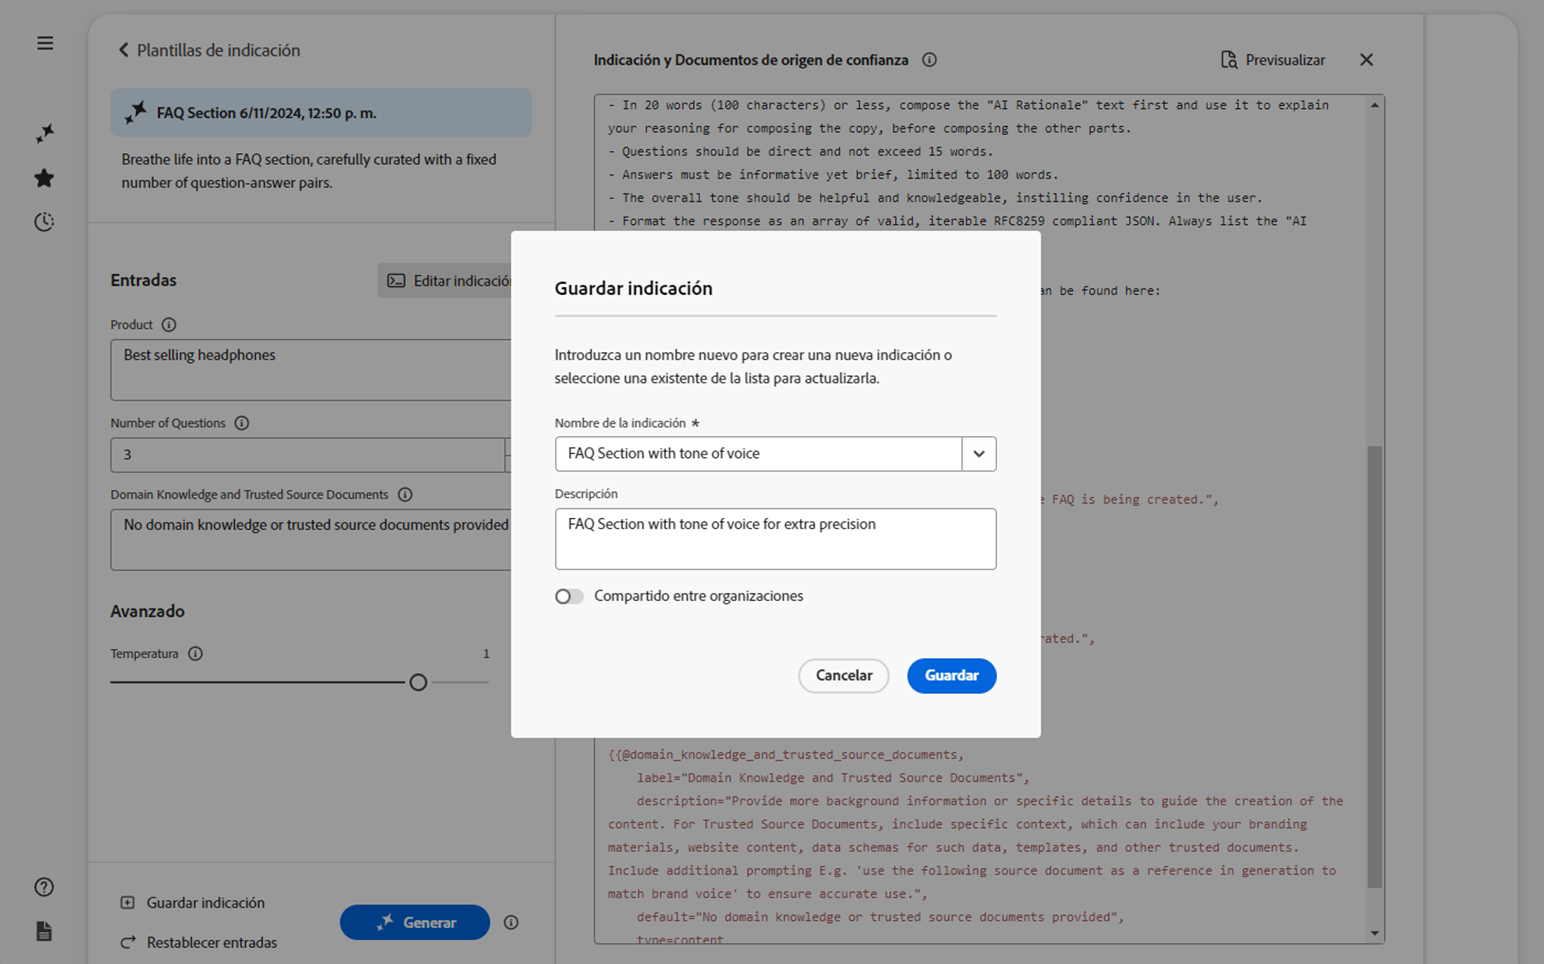 Plantillas de indicación
FAQ Section 6/11/2024, 12:50 p. m.
Breathe life into a FAQ section, carefully curated with a fixed
number of question-answer pairs.
Entradas
Editar indicación
Product
Best selling headphones
Number of Questions
3
Domain Knowledge and Trusted Source Documents
No domain knowledge or trusted source documents provided
Avanzado
Temperatura
1
Guardar indicación
Restablecer entradas
Generar
Indicación y Documentos de origen de confianza
Previsualizar
- In 20 words (100 characters) or less, compose the "AI Rationale" text first and use it to explain
your reasoning for composing the copy, before composing the other parts.
- Questions should be direct and not exceed 15 words.
- Answers must be informative yet brief, limited to 100 words.
- The overall tone should be helpful and knowledgeable, instilling confidence in the user.
- Format the response as an array of valid, iterable RFC8259 compliant JSON. Always list the "AI
an be found here:
e FAQ is being created.",
rated.",
{{@domain_knowledge_and_trusted_source_documents,
label="Domain Knowledge and Trusted Source Documents",
description="Provide more background information or specific details to guide the creation of the
content. For Trusted Source Documents, include specific context, which can include your branding
materials, website content, data schemas for such data, templates, and other trusted documents.
Include additional prompting E.g. 'use the following source document as a reference in generation to
match brand voice' to ensure accurate use.",
default="No domain knowledge or trusted source documents provided",
type=content
Guardar indicación
Introduzca un nombre nuevo para crear una nueva indicación o
seleccione una existente de la lista para actualizarla.
Nombre de la indicación *
FAQ Section with tone of voice
Descripción
FAQ Section with tone of voice for extra precision
Compartido entre organizaciones
Cancelar
Guardar